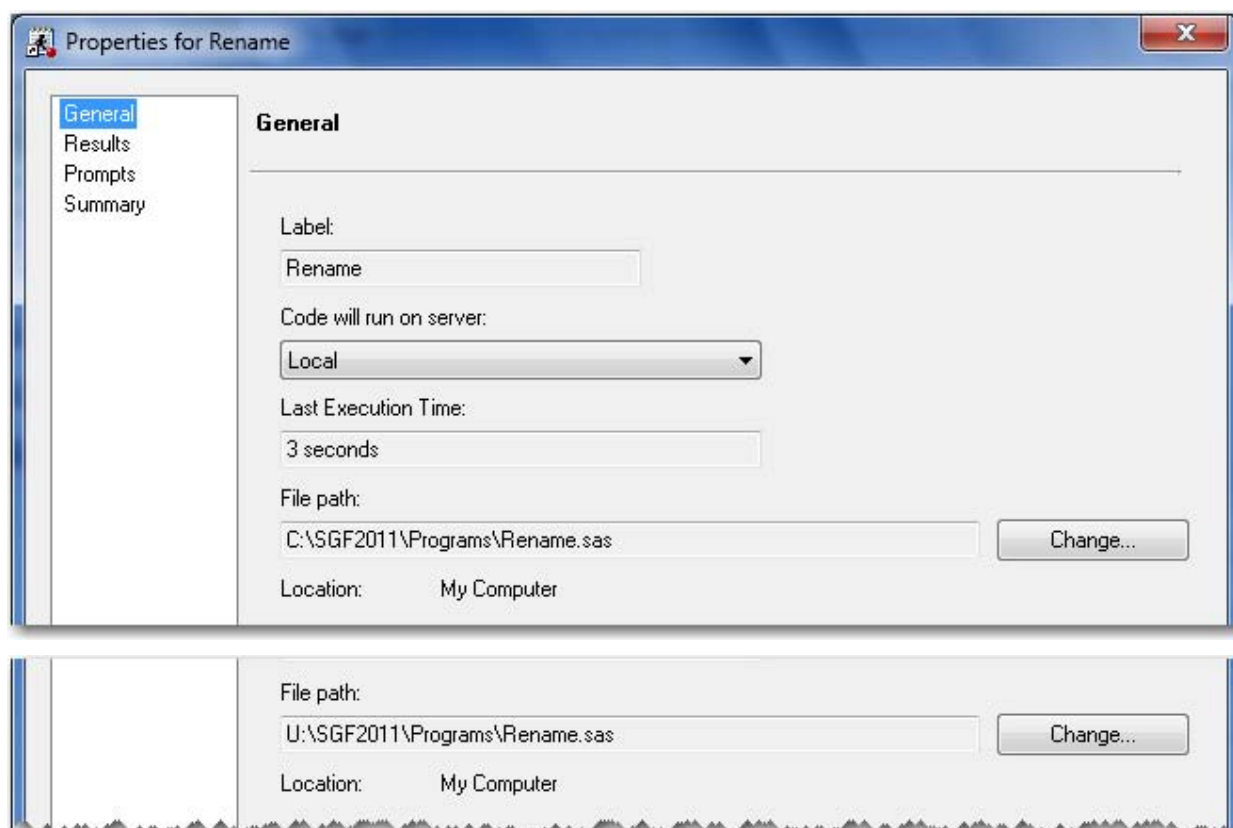 Properties for Rename
General
Results
Prompts
Summary
General
Label:
Rename
Code will run on server:
Local
Last Execution Time:
3 seconds
File path:
C:\SGF2011\Programs\Rename.sas
Change...
Location: My Computer
File path:
U:\SGF2011\Programs\Rename.sas
Change...
Location: My Computer